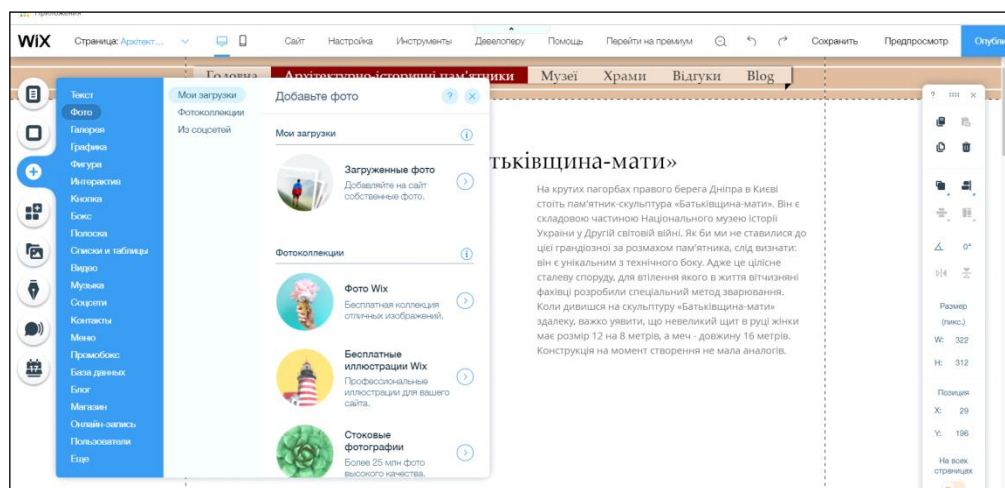 Приложения
WiX Страница: Архитект... Сайт Настройка Инструменты Девелоперу Помощь Перейти на премиум Сохранить Предпросмотр Опубли
Головна Архітектурно-історичні пам'ятники Музеї Храми Відгуки Blog
Текст
Фото
Галерея
Графика
Фигура
Интерактив
Кнопка
Бокс
Полоска
Списки и таблицы
Видео
Музыка
Соцсети
Контакты
Меню
Промобокс
База данных
Блог
Магазин
Онлайн-запись
Пользователи
Еще
Мои загрузки
Фотоколлекции
Из соцсетей
Добавьте фото ? ×
Мои загрузки
Загруженные фото
Добавляйте на сайт
собственные фото.
Фотоколлекции
Фото Wix
Бесплатная коллекция
отличных изображений.
Бесплатные
иллюстрации Wix
Профессиональные
иллюстрации для вашего
сайта.
Стоковые
фотографии
Более 25 млн фото
высокого качества.
тьківщина-мати»
На крутих пагорбах правого берега Дніпра в Києві
стоїть пам'ятник-скульптура «Батьківщина-мати». Він є
складовою частиною Національного музею історії
України у Другій світовій війні. Як би ми не ставилися до
цієї грандіозної за розмахом пам'ятника, слід визнати:
він є унікальним з технічного боку. Адже це цілісне
сталеву споруду, для втілення якого в життя вітчизняні
фахівці розробили спеціальний метод зварювання.
Коли дивишся на скульптуру «Батьківщина-мати»
здалеку, важко уявити, що невеликий щит в руці жінки
має розмір 12 на 8 метрів, а меч - довжину 16 метрів.
Конструкція на момент створення не мала аналогів.
? ×
0°
Размер
(пикс.)
W: 322
H: 312
Позиция
X: 29
Y: 196
На всех
страницах